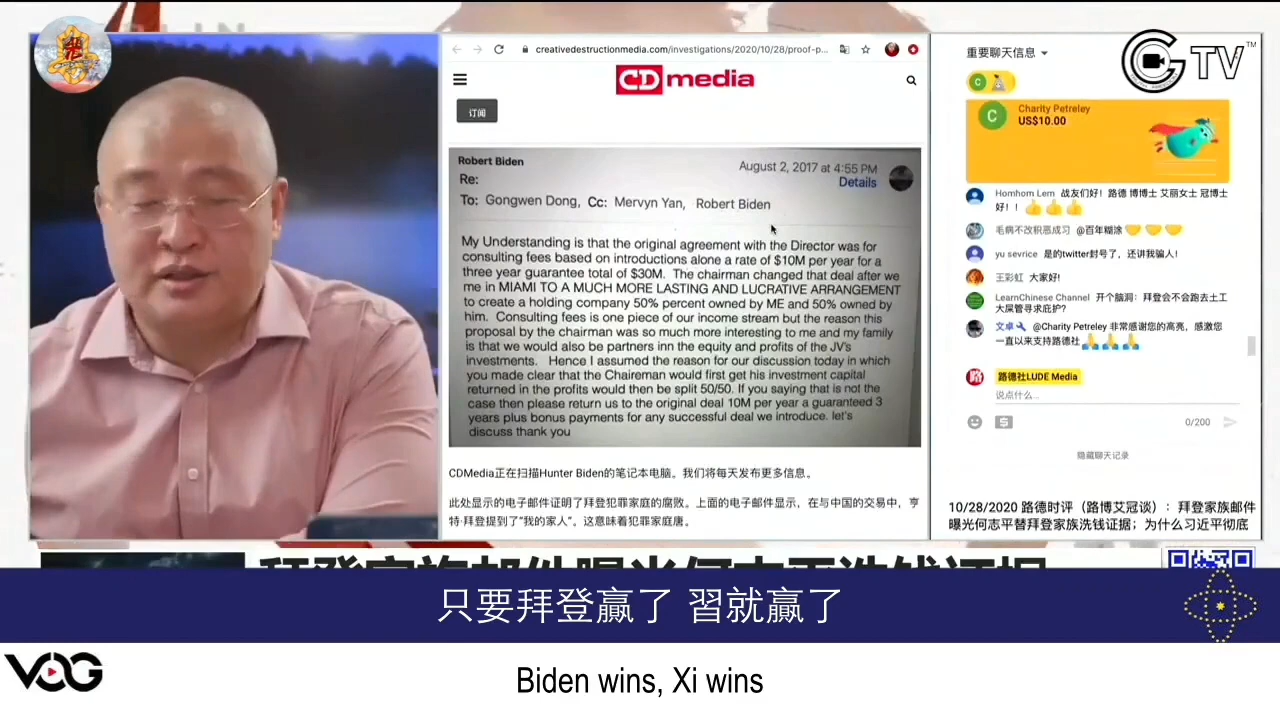 creativedestructionmedia.com/investigations/2020/10/28/proof-p...
CD media
订阅
Robert Biden
August 2, 2017 at 4:55 PM
Re:
Details
To: Gongwen Dong, Cc: Mervyn Yan, Robert Biden
My Understanding is that the original agreement with the Director was for
consulting fees based on introductions alone a rate of $10M per year for a
three year guarantee total of $30M. The chairman changed that deal after we
me in MIAMI TO A MUCH MORE LASTING AND LUCRATIVE ARRANGEMENT
to create a holding company 50% percent owned by ME and 50% owned by
him. Consulting fees is one piece of our income stream but the reason this
proposal by the chairman was so much more interesting to me and my family
is that we would also be partners inn the equity and profits of the JV's
investments. Hence I assumed the reason for our discussion today in which
you made clear that the Chaireman would first get his investment capital
returned in the profits would then be split 50/50. If you saying that is not the
case then please return us to the original deal 10M per year a guaranteed 3
years plus bonus payments for any successful deal we introduce. let's
discuss thank you
CDMedia正在扫描Hunter Biden的笔记本电脑。我们将每天发布更多信息。
此处显示的电子邮件证明了拜登犯罪家庭的腐败。上面的电子邮件显示，在与中国的交易中，亨
特·拜登提到了“我的家人”。这意味着犯罪家庭唐。
重要聊天信息
GTV™
C
C
Charity Petreley
US$10.00
Homhom Lem 战友们好！路德 博博士 艾丽女士 冠博士
好！！
毛病不改积恶成习 @百年糊涂
yu sevrice 是的twitter封号了，还讲我骗人！
王彩虹 大家好!
LearnChinese Channel 开个脑洞：拜登会不会跑去土工
大屎管寻求庇护?
文卓 @Charity Petreley 非常感谢您的高亮，感激您
一直以来支持路德社
路德社LUDE Media
说点什么...
0/200
隐藏聊天记录
10/28/2020 路德时评（路博艾冠谈）：拜登家族邮件
曝光何志平替拜登家族洗钱证据；为什么习近平彻底
拜登家族邮件曝光何志平洗钱证据
只要拜登贏了 習就贏了
VOG
Biden wins, Xi wins